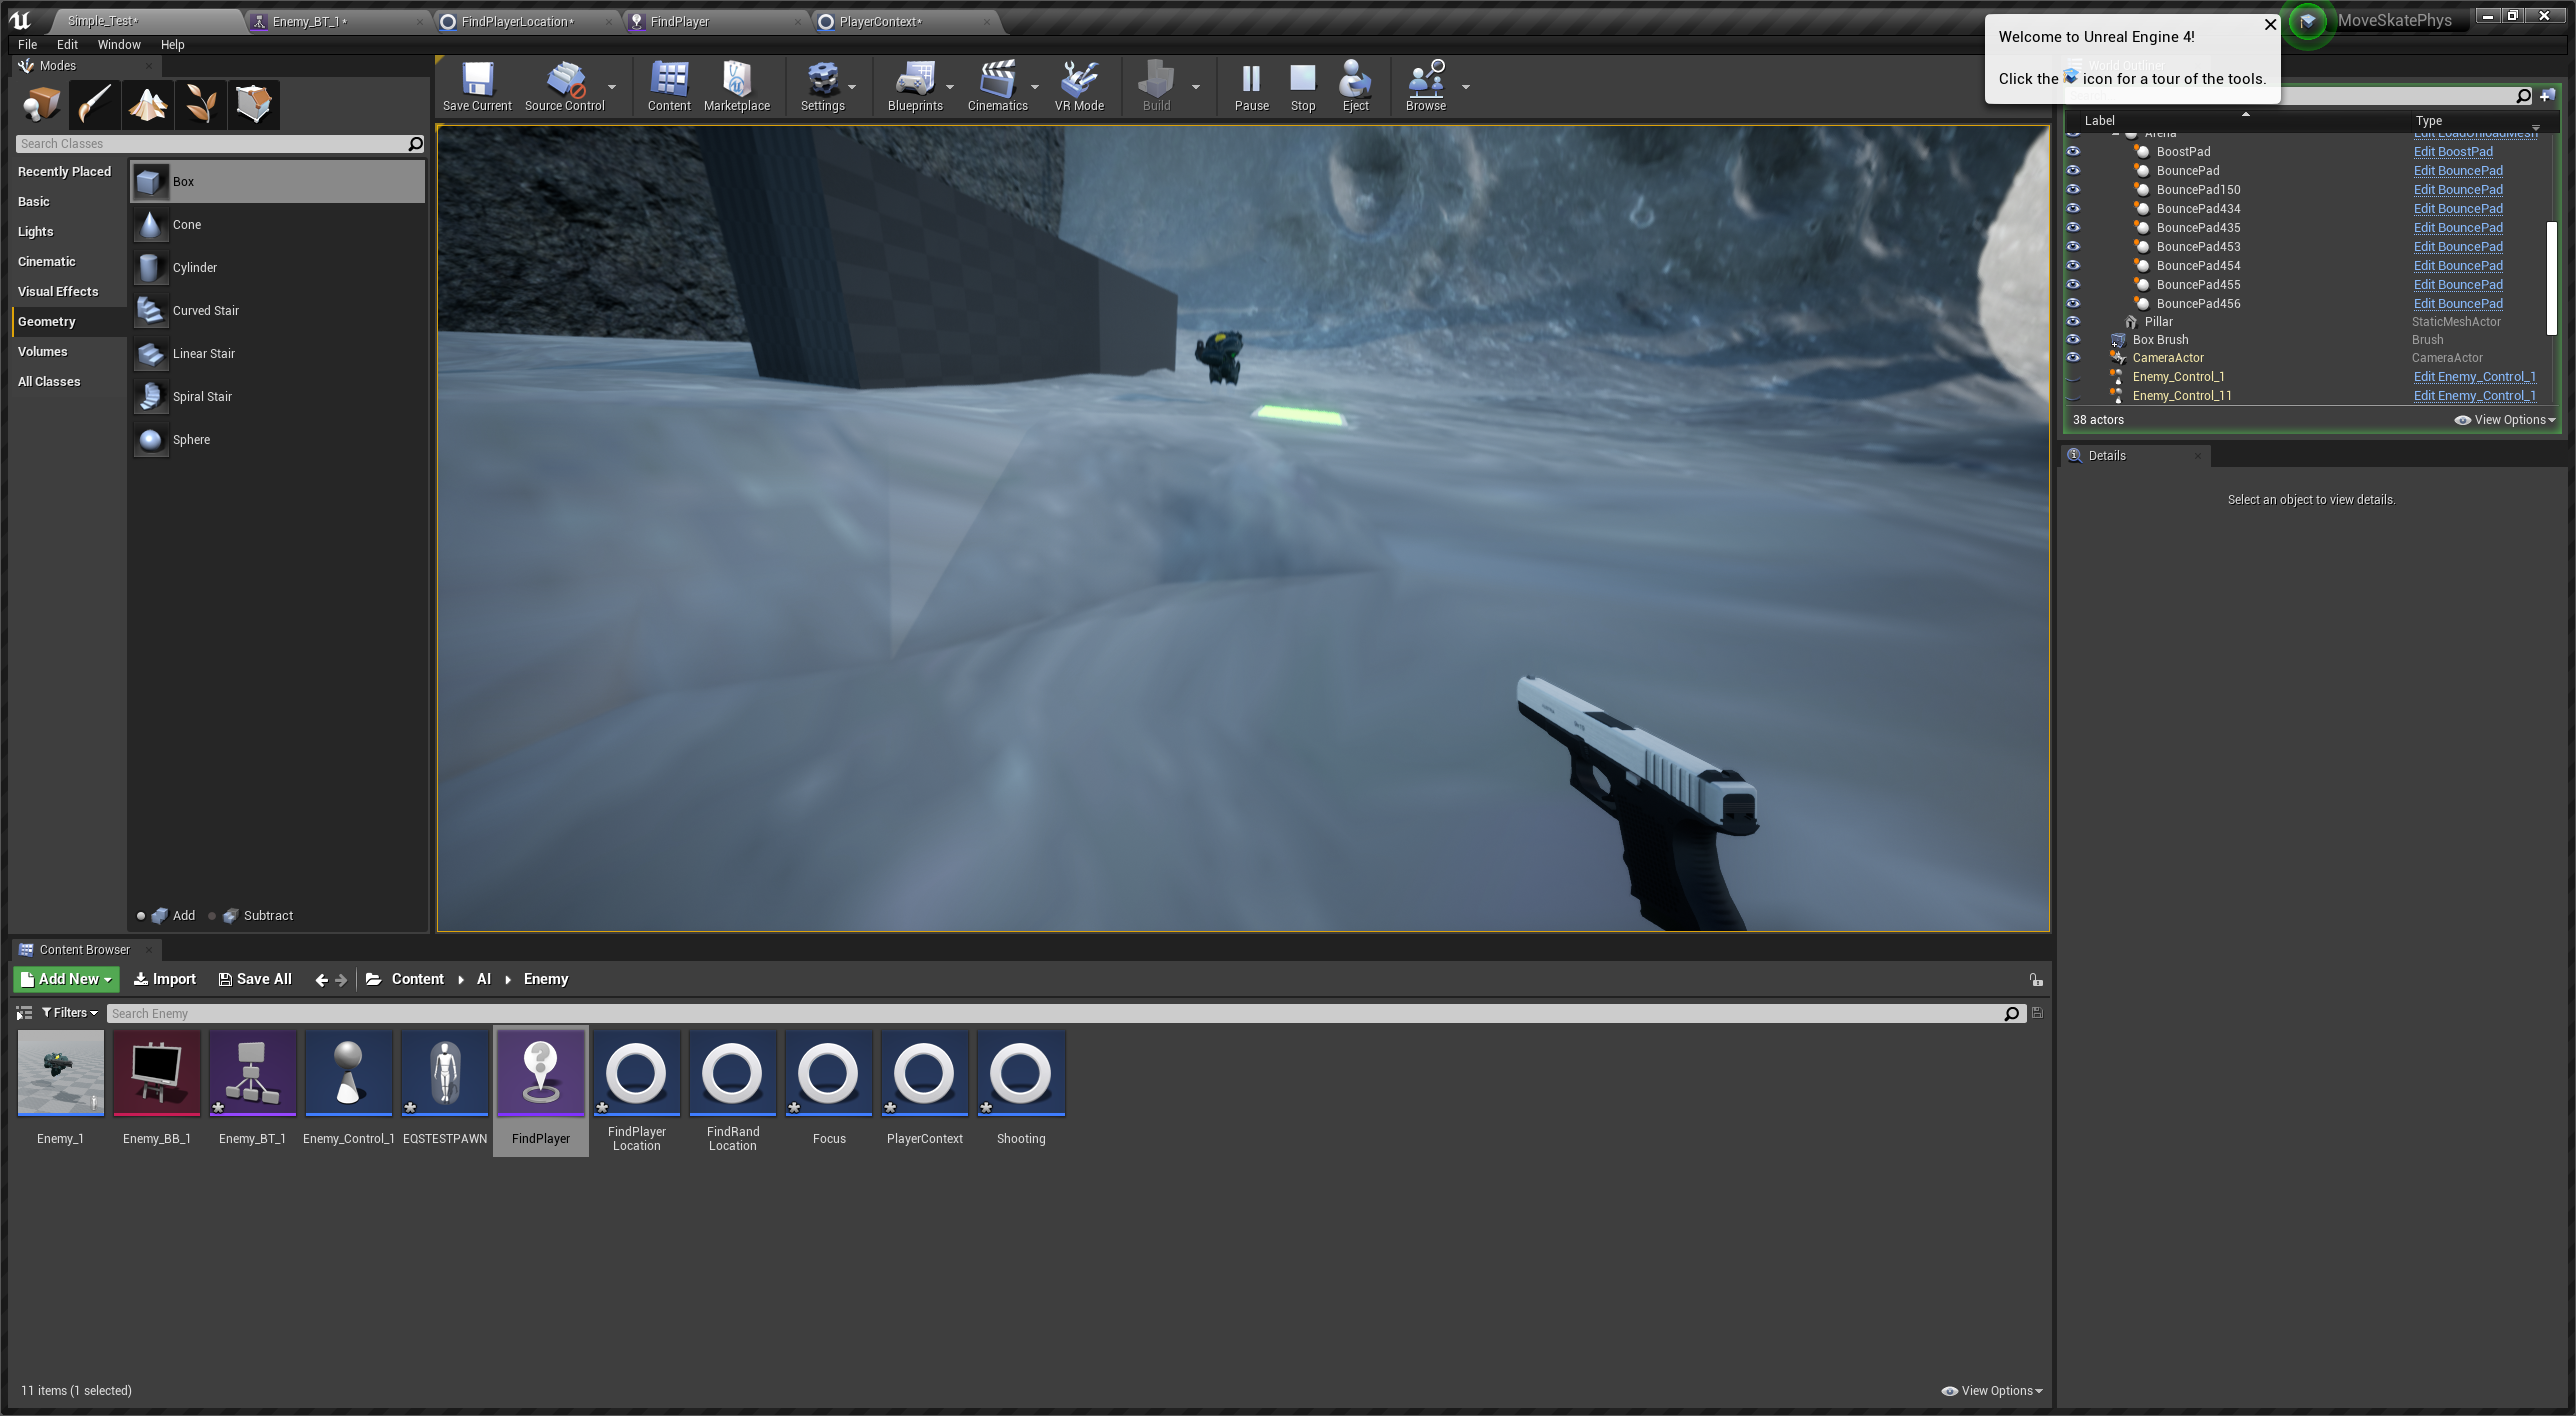 Simple_Test*
Enemy_BT_1*
FindPlayerLocation*
FindPlayer
PlayerContext*
MoveSkatePhys
File Edit Window Help
Welcome to Unreal Engine 4!
Click the icon for a tour of the tools.
World Outliner
Modes
Save Current
Source Control
Content
Marketplace
Settings
Blueprints
Cinematics
VR Mode
Build
Pause
Stop
Eject
Browse
Search Classes
Recently Placed
Basic
Lights
Cinematic
Visual Effects
Geometry
Volumes
All Classes
Box
Cone
Cylinder
Curved Stair
Linear Stair
Spiral Stair
Sphere
Add
Subtract
Label Type
Arena Edit LoadUnloadMesh
BoostPad Edit BoostPad
BouncePad Edit BouncePad
BouncePad150 Edit BouncePad
BouncePad434 Edit BouncePad
BouncePad435 Edit BouncePad
BouncePad453 Edit BouncePad
BouncePad454 Edit BouncePad
BouncePad455 Edit BouncePad
BouncePad456 Edit BouncePad
Pillar StaticMeshActor
Box Brush Brush
CameraActor CameraActor
Enemy_Control_1 Edit Enemy_Control_1
Enemy_Control_11 Edit Enemy_Control_1
38 actors View Options
Details
Select an object to view details.
Content Browser
Add New Import Save All Content AI Enemy
Filters Search Enemy
Enemy_1
Enemy_BB_1
Enemy_BT_1
Enemy_Control_1
EQSTESTPAWN
FindPlayer
FindPlayer
Location
FindRand
Location
Focus
PlayerContext
Shooting
11 items (1 selected)
View Options